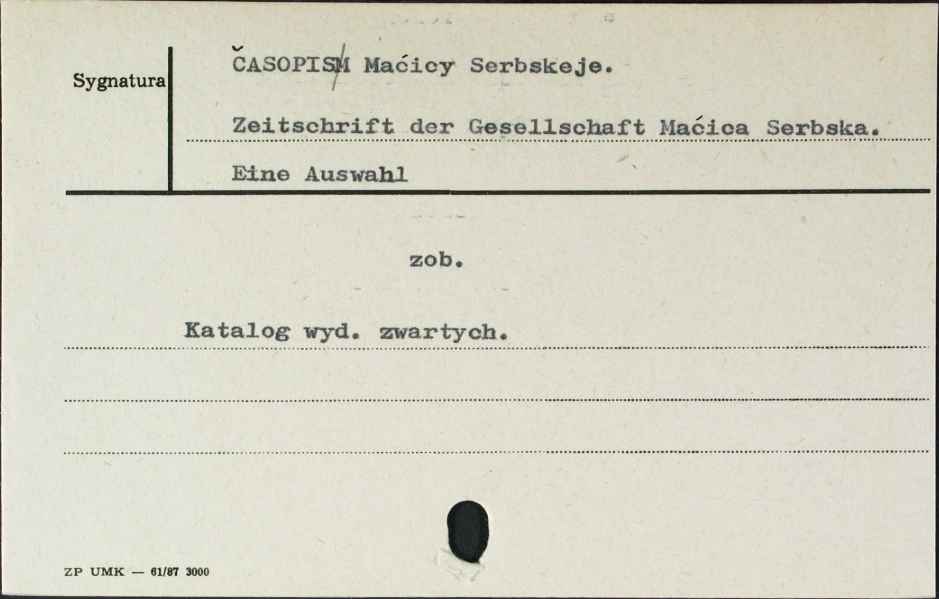 Sygnatura
ČASOPISM Maćicy Serbskeje.
Zeitschrift der Gesellschaft Maćica Serbska.
Eine Auswahl
zob.
Katalog wyd. zwartych.
ZP UMK — 61/87 3000